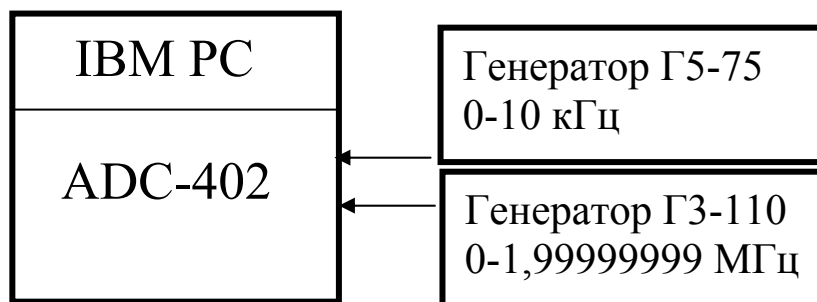 IBM PC
ADC-402
Генератор Г5-75
0-10 кГц
Генератор Г3-110
0-1,99999999 МГц